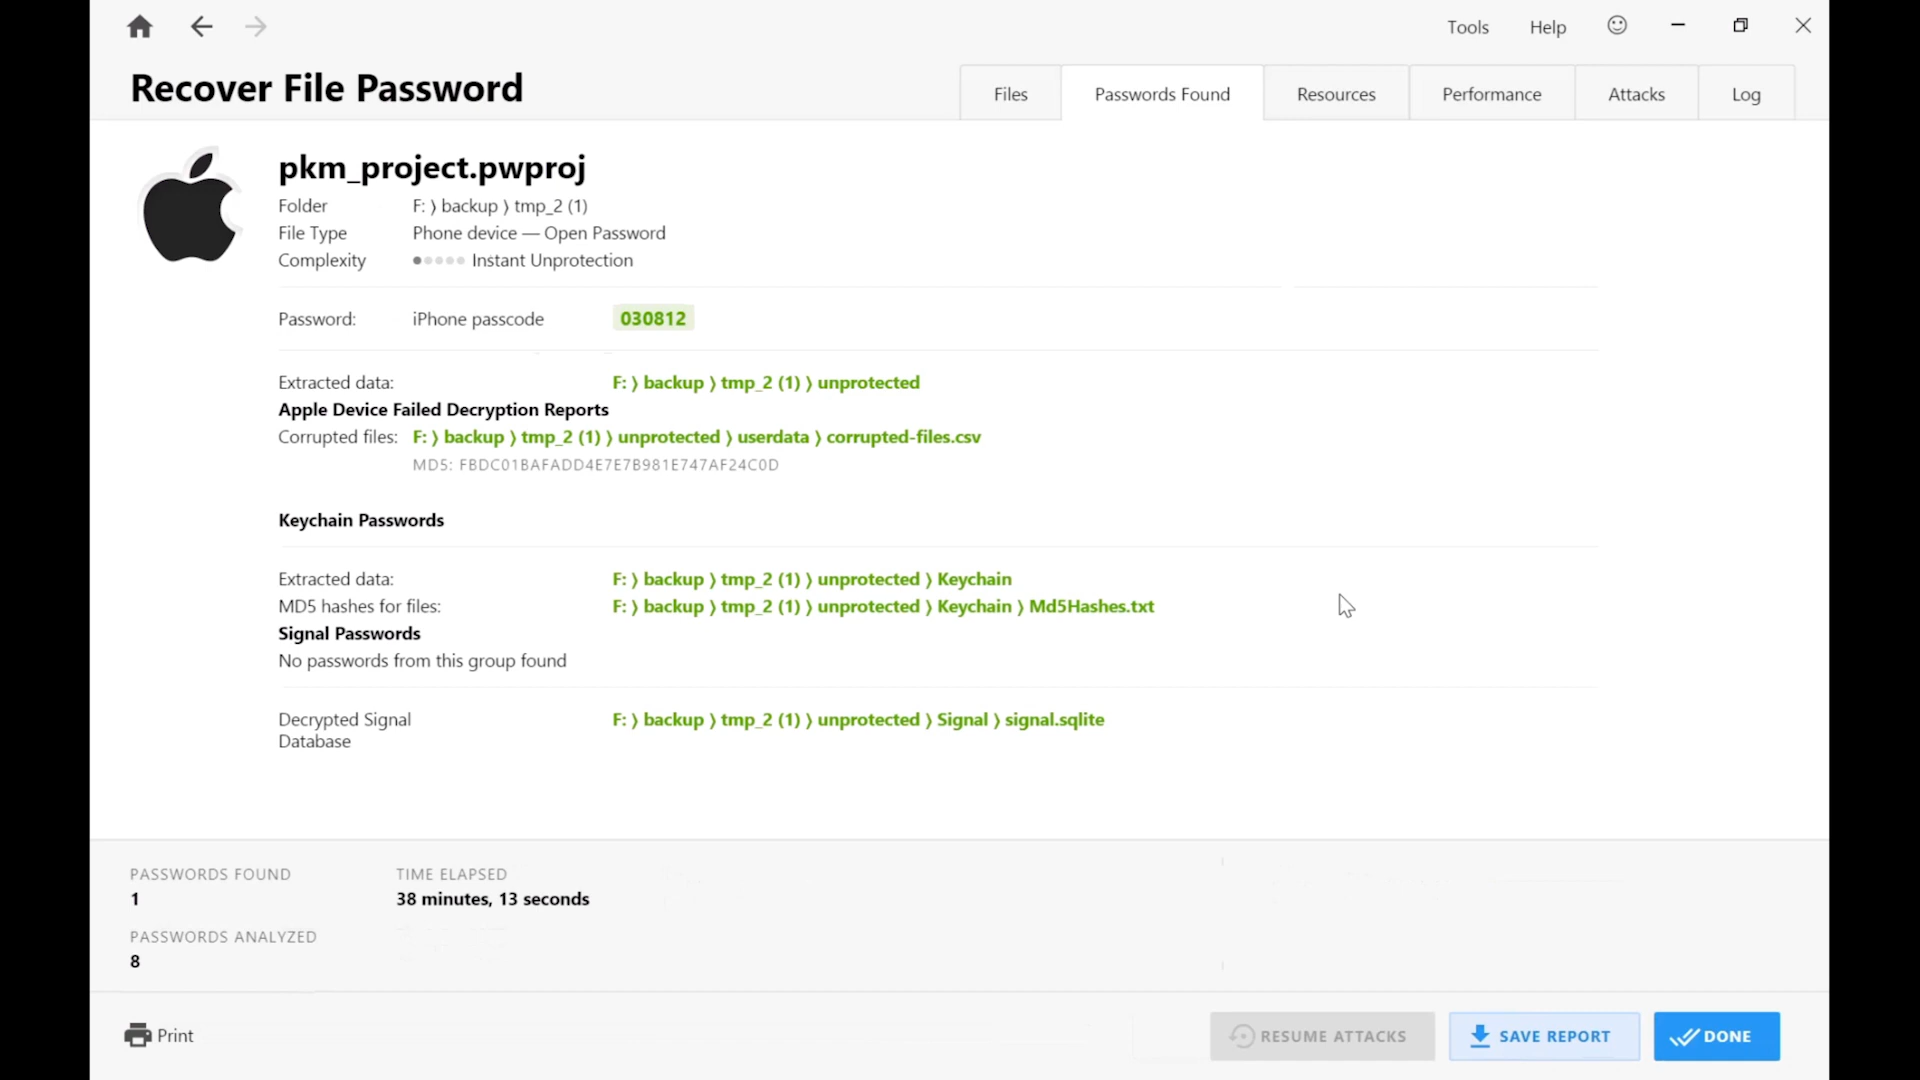 Tools Help
Recover File Password
Files Passwords Found Resources Performance Attacks Log
pkm_project.pwproj
Folder F: ⟩ backup ⟩ tmp_2 (1)
File Type Phone device — Open Password
Complexity Instant Unprotection
Password: iPhone passcode 030812
Extracted data: F: ⟩ backup ⟩ tmp_2 (1) ⟩ unprotected
Apple Device Failed Decryption Reports
Corrupted files: F: ⟩ backup ⟩ tmp_2 (1) ⟩ unprotected ⟩ userdata ⟩ corrupted-files.csv
MD5: FBDC01BAFADD4E7E7B981E747AF24C0D
Keychain Passwords
Extracted data: F: ⟩ backup ⟩ tmp_2 (1) ⟩ unprotected ⟩ Keychain
MD5 hashes for files: F: ⟩ backup ⟩ tmp_2 (1) ⟩ unprotected ⟩ Keychain ⟩ Md5Hashes.txt
Signal Passwords
No passwords from this group found
Decrypted Signal F: ⟩ backup ⟩ tmp_2 (1) ⟩ unprotected ⟩ Signal ⟩ signal.sqlite
Database
PASSWORDS FOUND TIME ELAPSED
1 38 minutes, 13 seconds
PASSWORDS ANALYZED
8
Print RESUME ATTACKS SAVE REPORT DONE